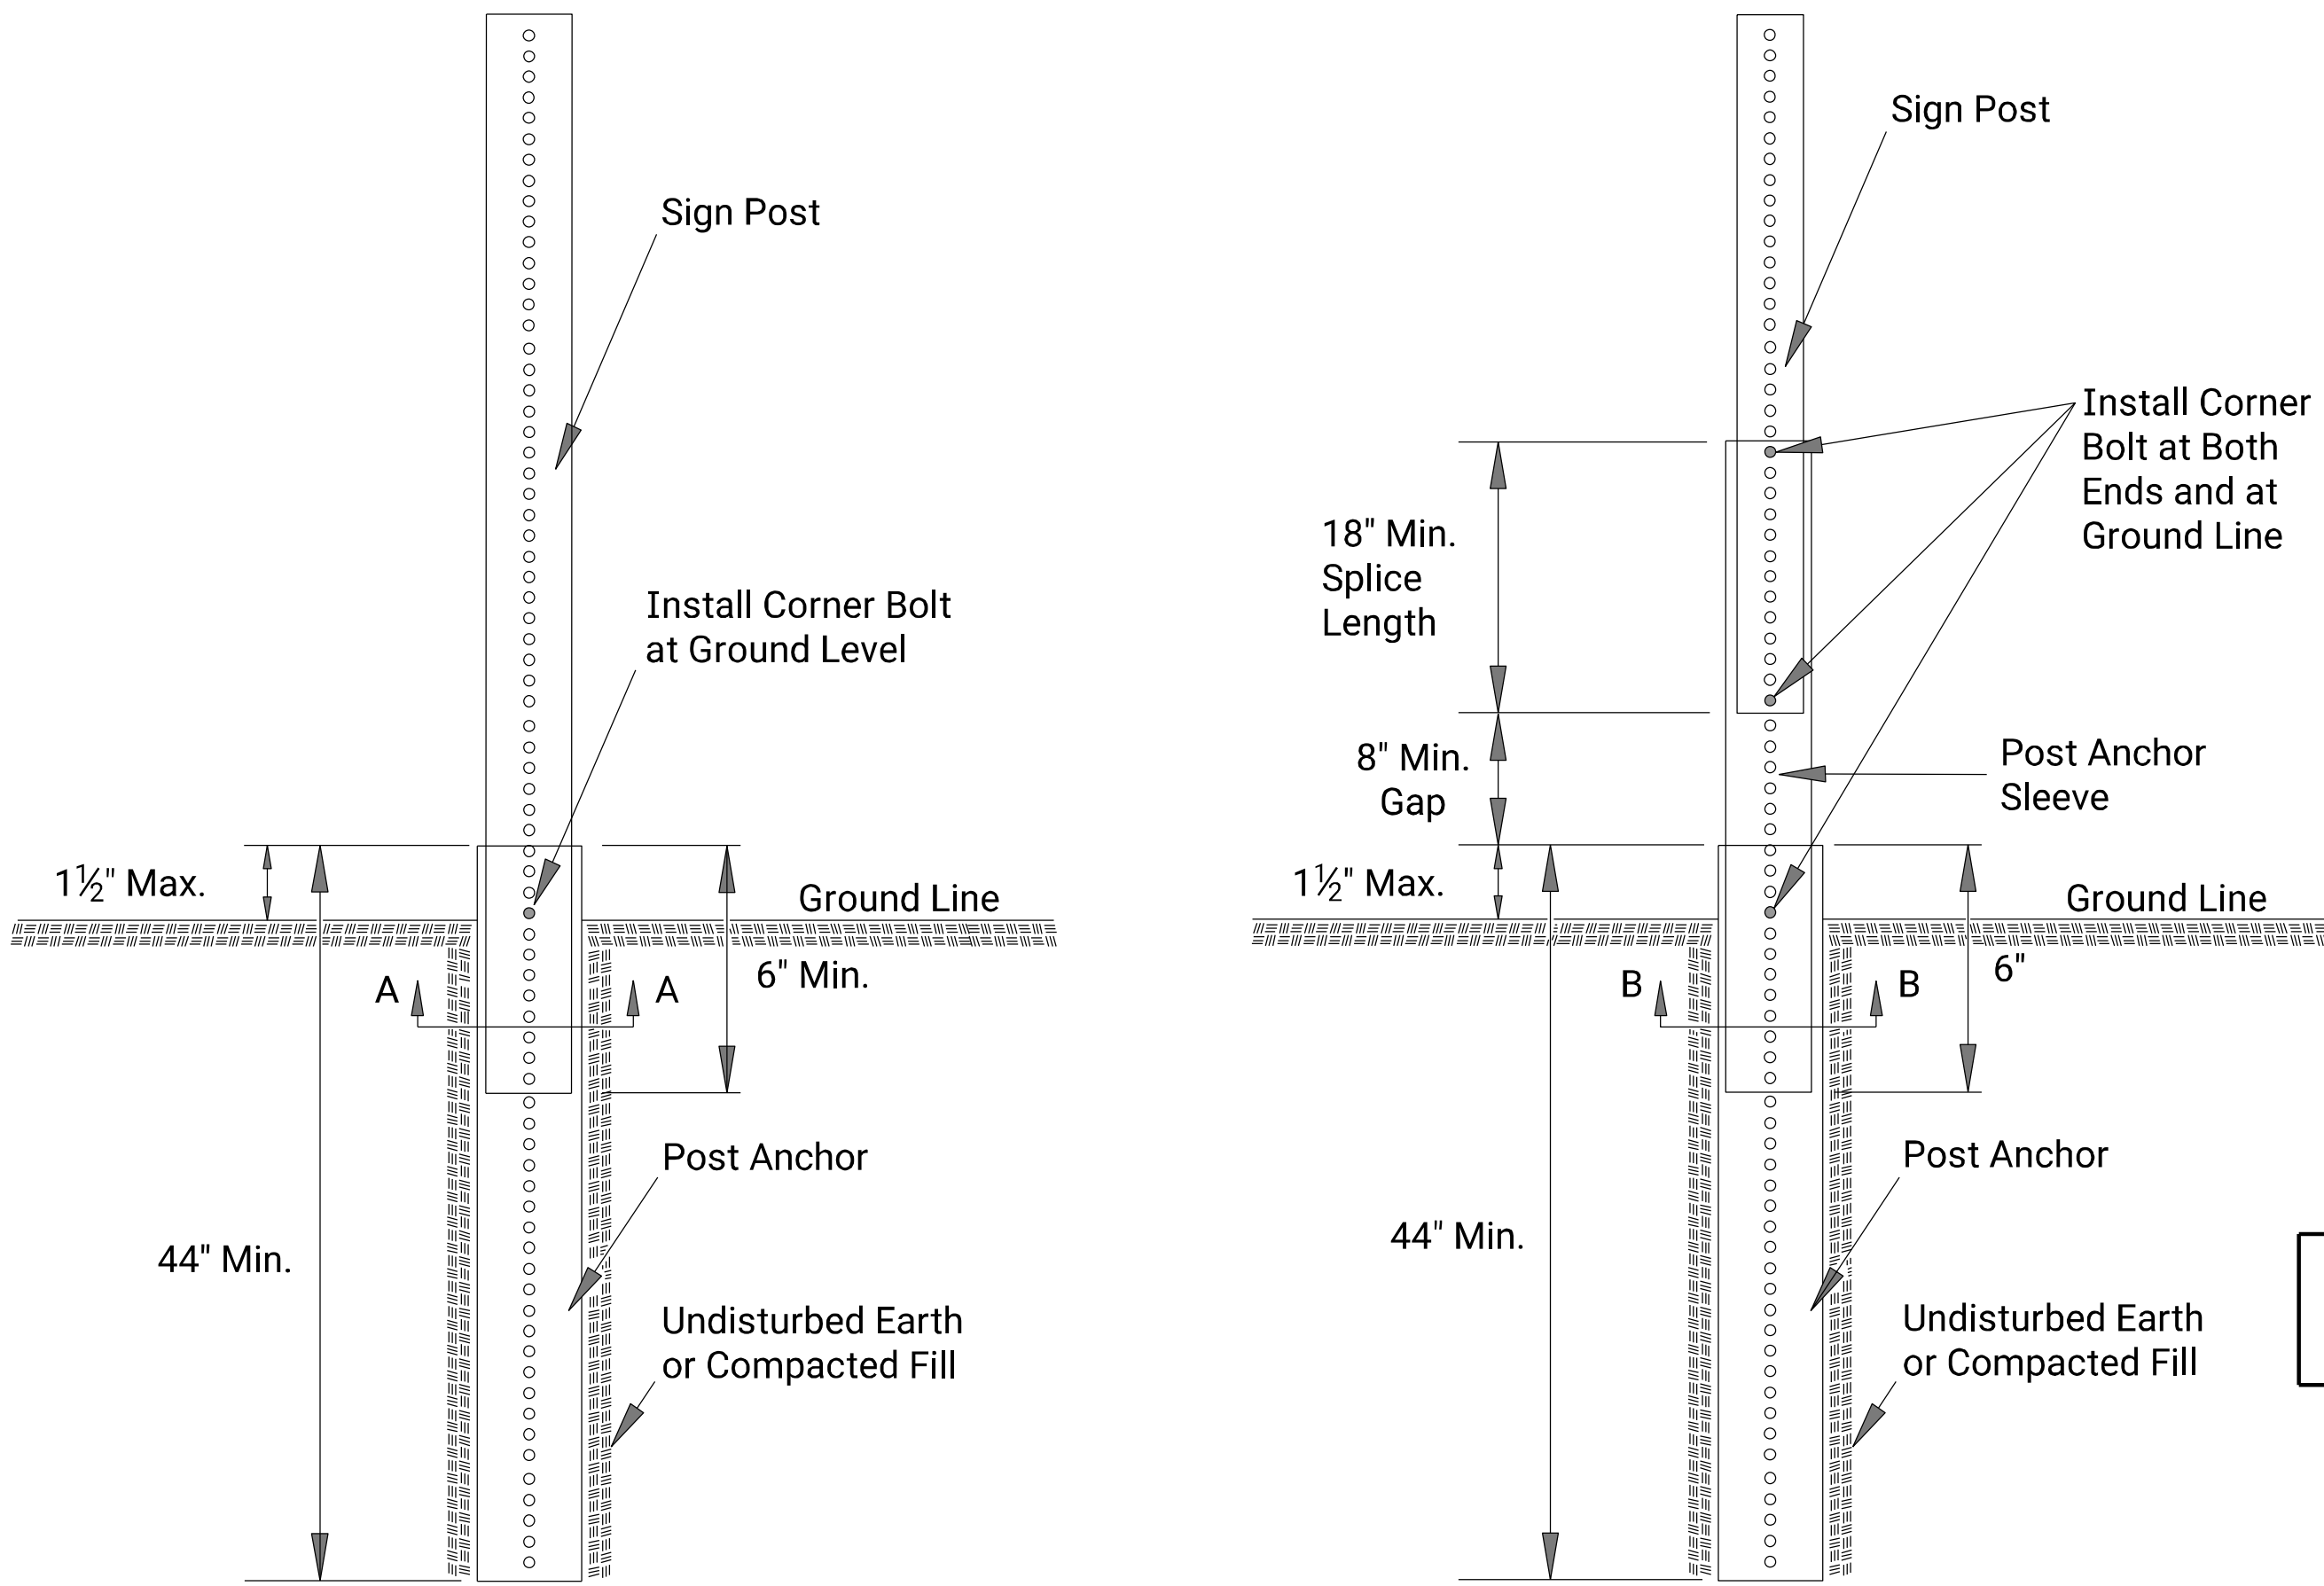 Sign Post
Install Corner Bolt
at Ground Level
1½" Max.
Ground Line
6" Min.
A
A
Post Anchor
44" Min.
Undisturbed Earth
or Compacted Fill
Sign Post
Install Corner
Bolt at Both
Ends and at
Ground Line
18" Min.
Splice
Length
8" Min.
Gap
Post Anchor
Sleeve
1½" Max.
Ground Line
6"
B
B
Post Anchor
44" Min.
Undisturbed Earth
or Compacted Fill